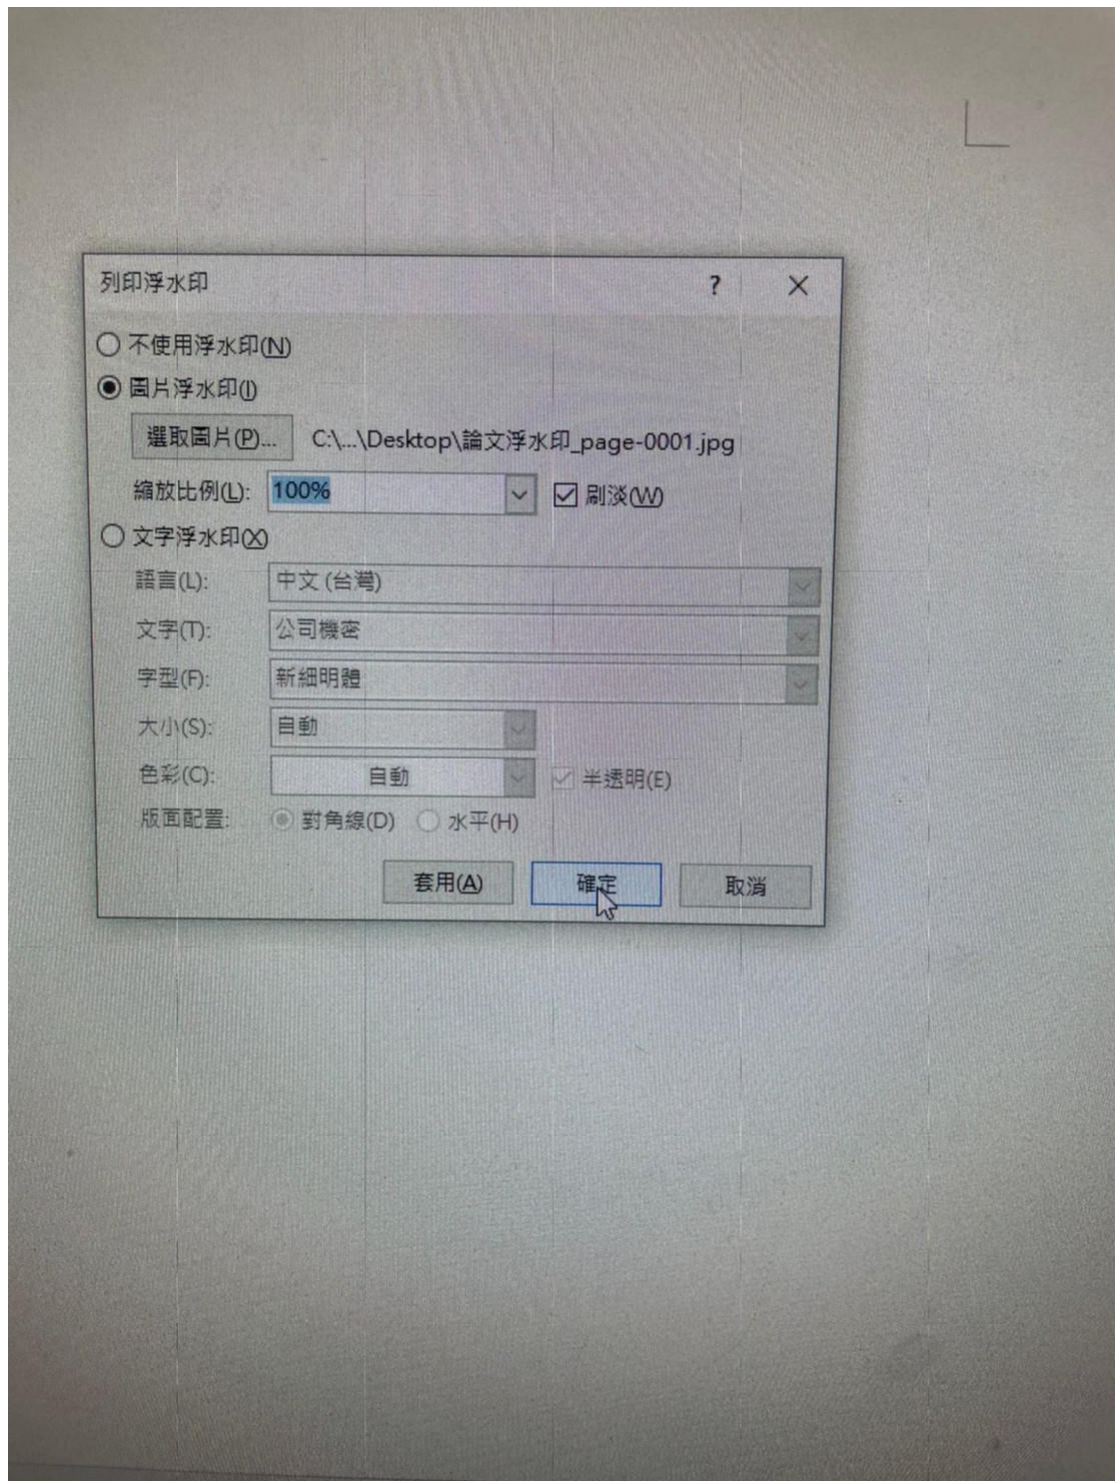 列印浮水印 ? ×
不使用浮水印(N)
圖片浮水印(I)
選取圖片(P)... C:\...\Desktop\論文浮水印_page-0001.jpg
縮放比例(L): 100% 刷淡(W)
文字浮水印(X)
語言(L): 中文 (台灣)
文字(T): 公司機密
字型(F): 新細明體
大小(S): 自動
色彩(C): 自動 半透明(E)
版面配置: 對角線(D) 水平(H)
套用(A) 確定 取消